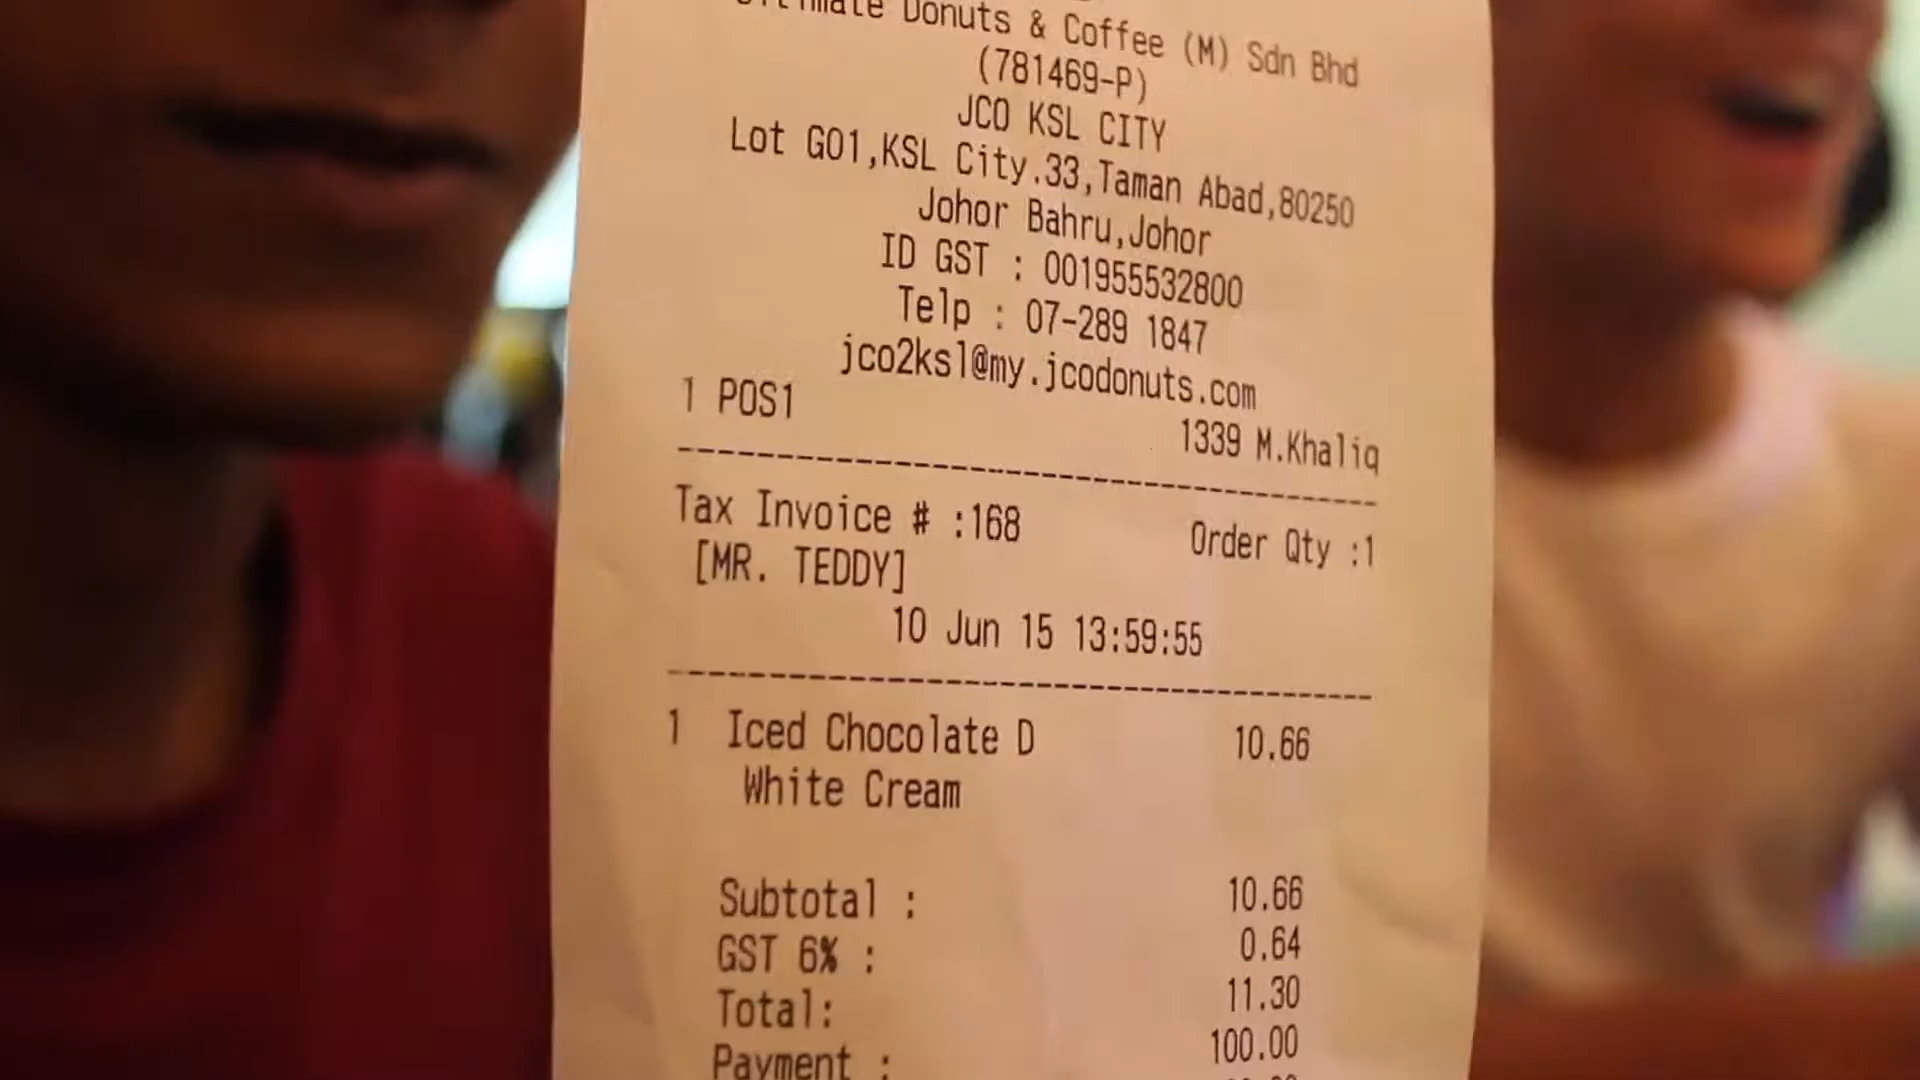 Donuts & Coffee (M) Sdn Bhd
(781469-P)
JCO KSL CITY
Lot G01,KSL City.33,Taman Abad,80250
Johor Bahru,Johor
ID GST : 001955532800
Telp : 07-289 1847
jco2ksl@my.jcodonuts.com
1 POS1 1339 M.Khaliq
Tax Invoice # :168 Order Qty :1
[MR. TEDDY]
10 Jun 15 13:59:55
1 Iced Chocolate D 10.66
White Cream
Subtotal : 10.66
GST 6% : 0.64
Total: 11.30
Payment : 100.00